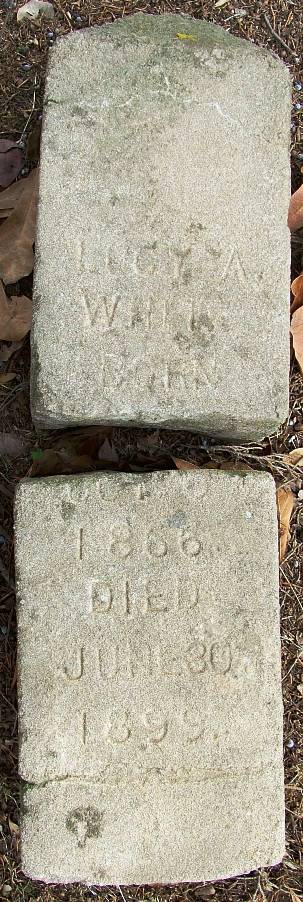 LUCY A.
WHITE
BORN
1866
DIED
JUNE 30
1899.